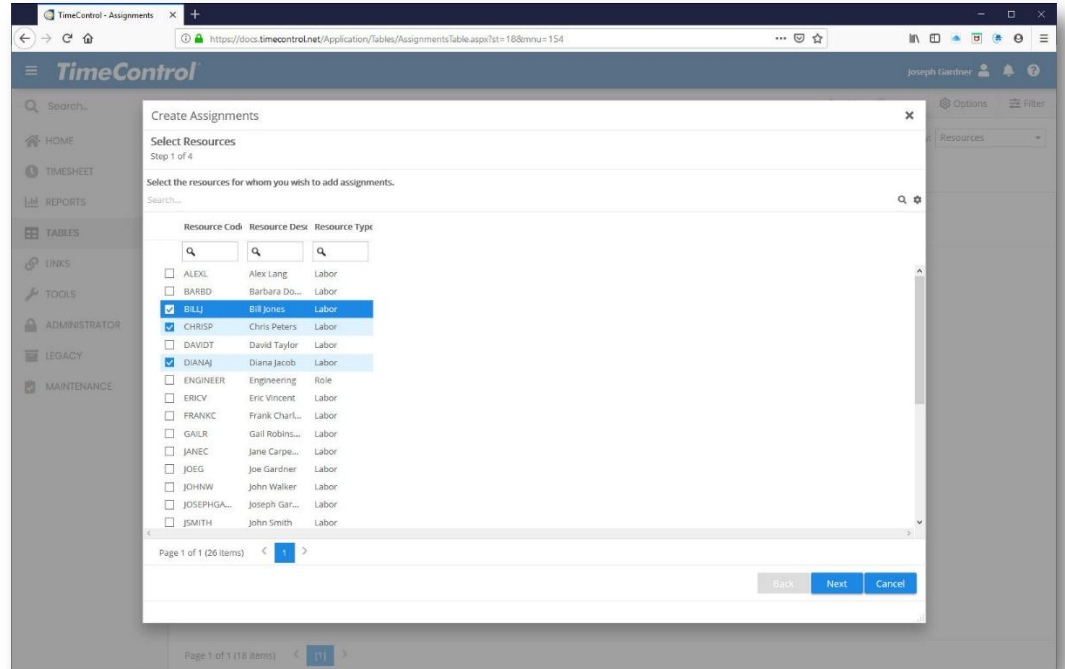 TimeControl - Assignments
https://docs.timecontrol.net/Application/Tables/AssignmentsTable.aspx?st=18&mnu=154
TimeControl
Joseph Gardner
Search...
Options
Filter
Create Assignments
Resources
HOME
Select Resources
Step 1 of 4
TIMESHEET
Select the resources for whom you wish to add assignments.
REPORTS
Search...
TABLES
Resource Code Resource Desc Resource Type
LINKS
ALEXL Alex Lang Labor
TOOLS
BARBD Barbara Do... Labor
BILLJ Bill Jones Labor
ADMINISTRATOR
CHRISP Chris Peters Labor
DAVIDT David Taylor Labor
LEGACY
DIANAJ Diana Jacob Labor
ENGINEER Engineering Role
MAINTENANCE
ERICV Eric Vincent Labor
FRANKC Frank Charl... Labor
GAILR Gail Robins... Labor
JANEC Jane Carpe... Labor
JOEG Joe Gardner Labor
JOHNW John Walker Labor
JOSEPHGA... Joseph Gar... Labor
JSMITH John Smith Labor
Page 1 of 1 (26 items) 1
Back Next Cancel
Page 1 of 1 (18 items) [1]